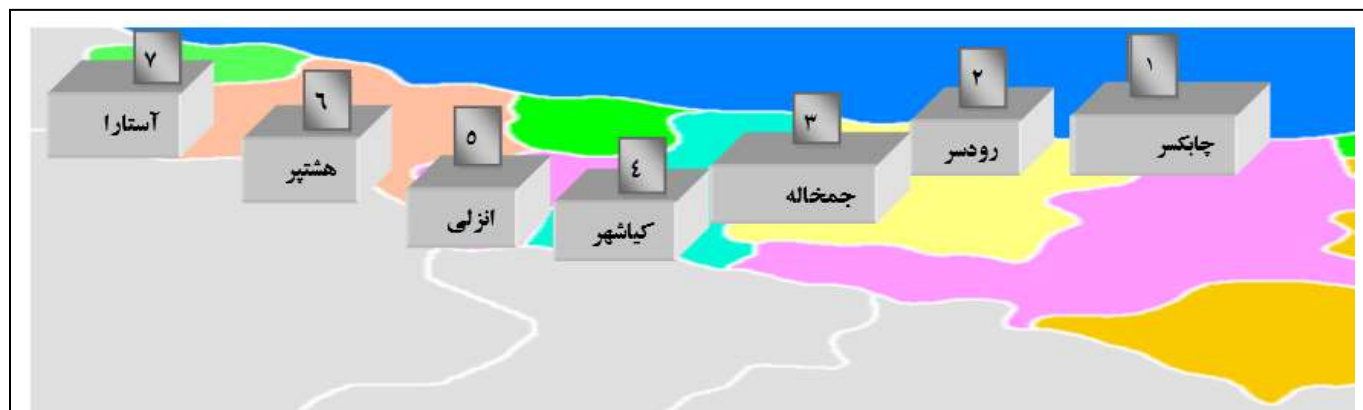 ۱
چابکسر
۲
رودسر
۳
جمخاله
٤
کیاشهر
۵
انزلی
٦
هشتپر
۷
آستارا